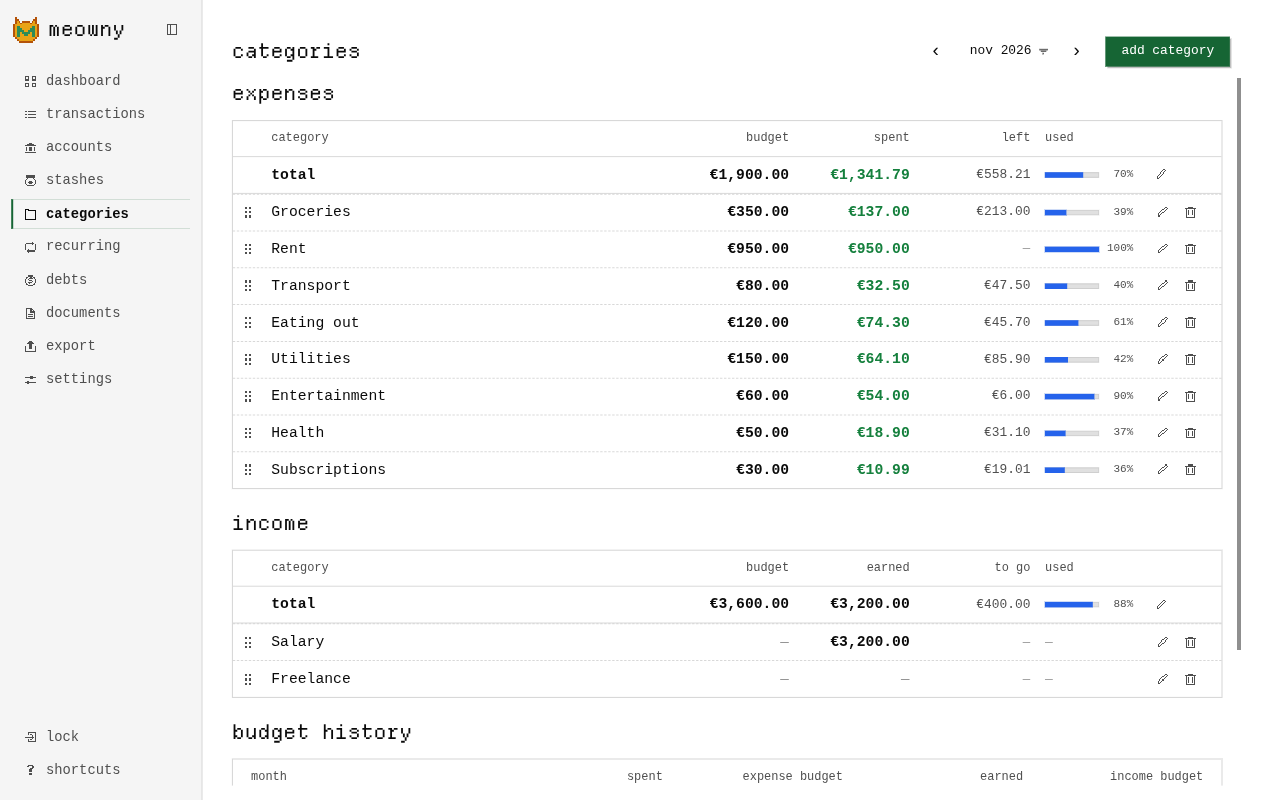 meowny
dashboard
transactions
accounts
stashes
categories
recurring
debts
documents
export
settings
lock
? shortcuts
categories
‹ nov 2026 ›
add category
expenses
category budget spent left used
total €1,900.00 €1,341.79 €558.21 70%
Groceries €350.00 €137.00 €213.00 39%
Rent €950.00 €950.00 — 100%
Transport €80.00 €32.50 €47.50 40%
Eating out €120.00 €74.30 €45.70 61%
Utilities €150.00 €64.10 €85.90 42%
Entertainment €60.00 €54.00 €6.00 90%
Health €50.00 €18.90 €31.10 37%
Subscriptions €30.00 €10.99 €19.01 36%
income
category budget earned to go used
total €3,600.00 €3,200.00 €400.00 88%
Salary — €3,200.00 — —
Freelance — — — —
budget history
month spent expense budget earned income budget